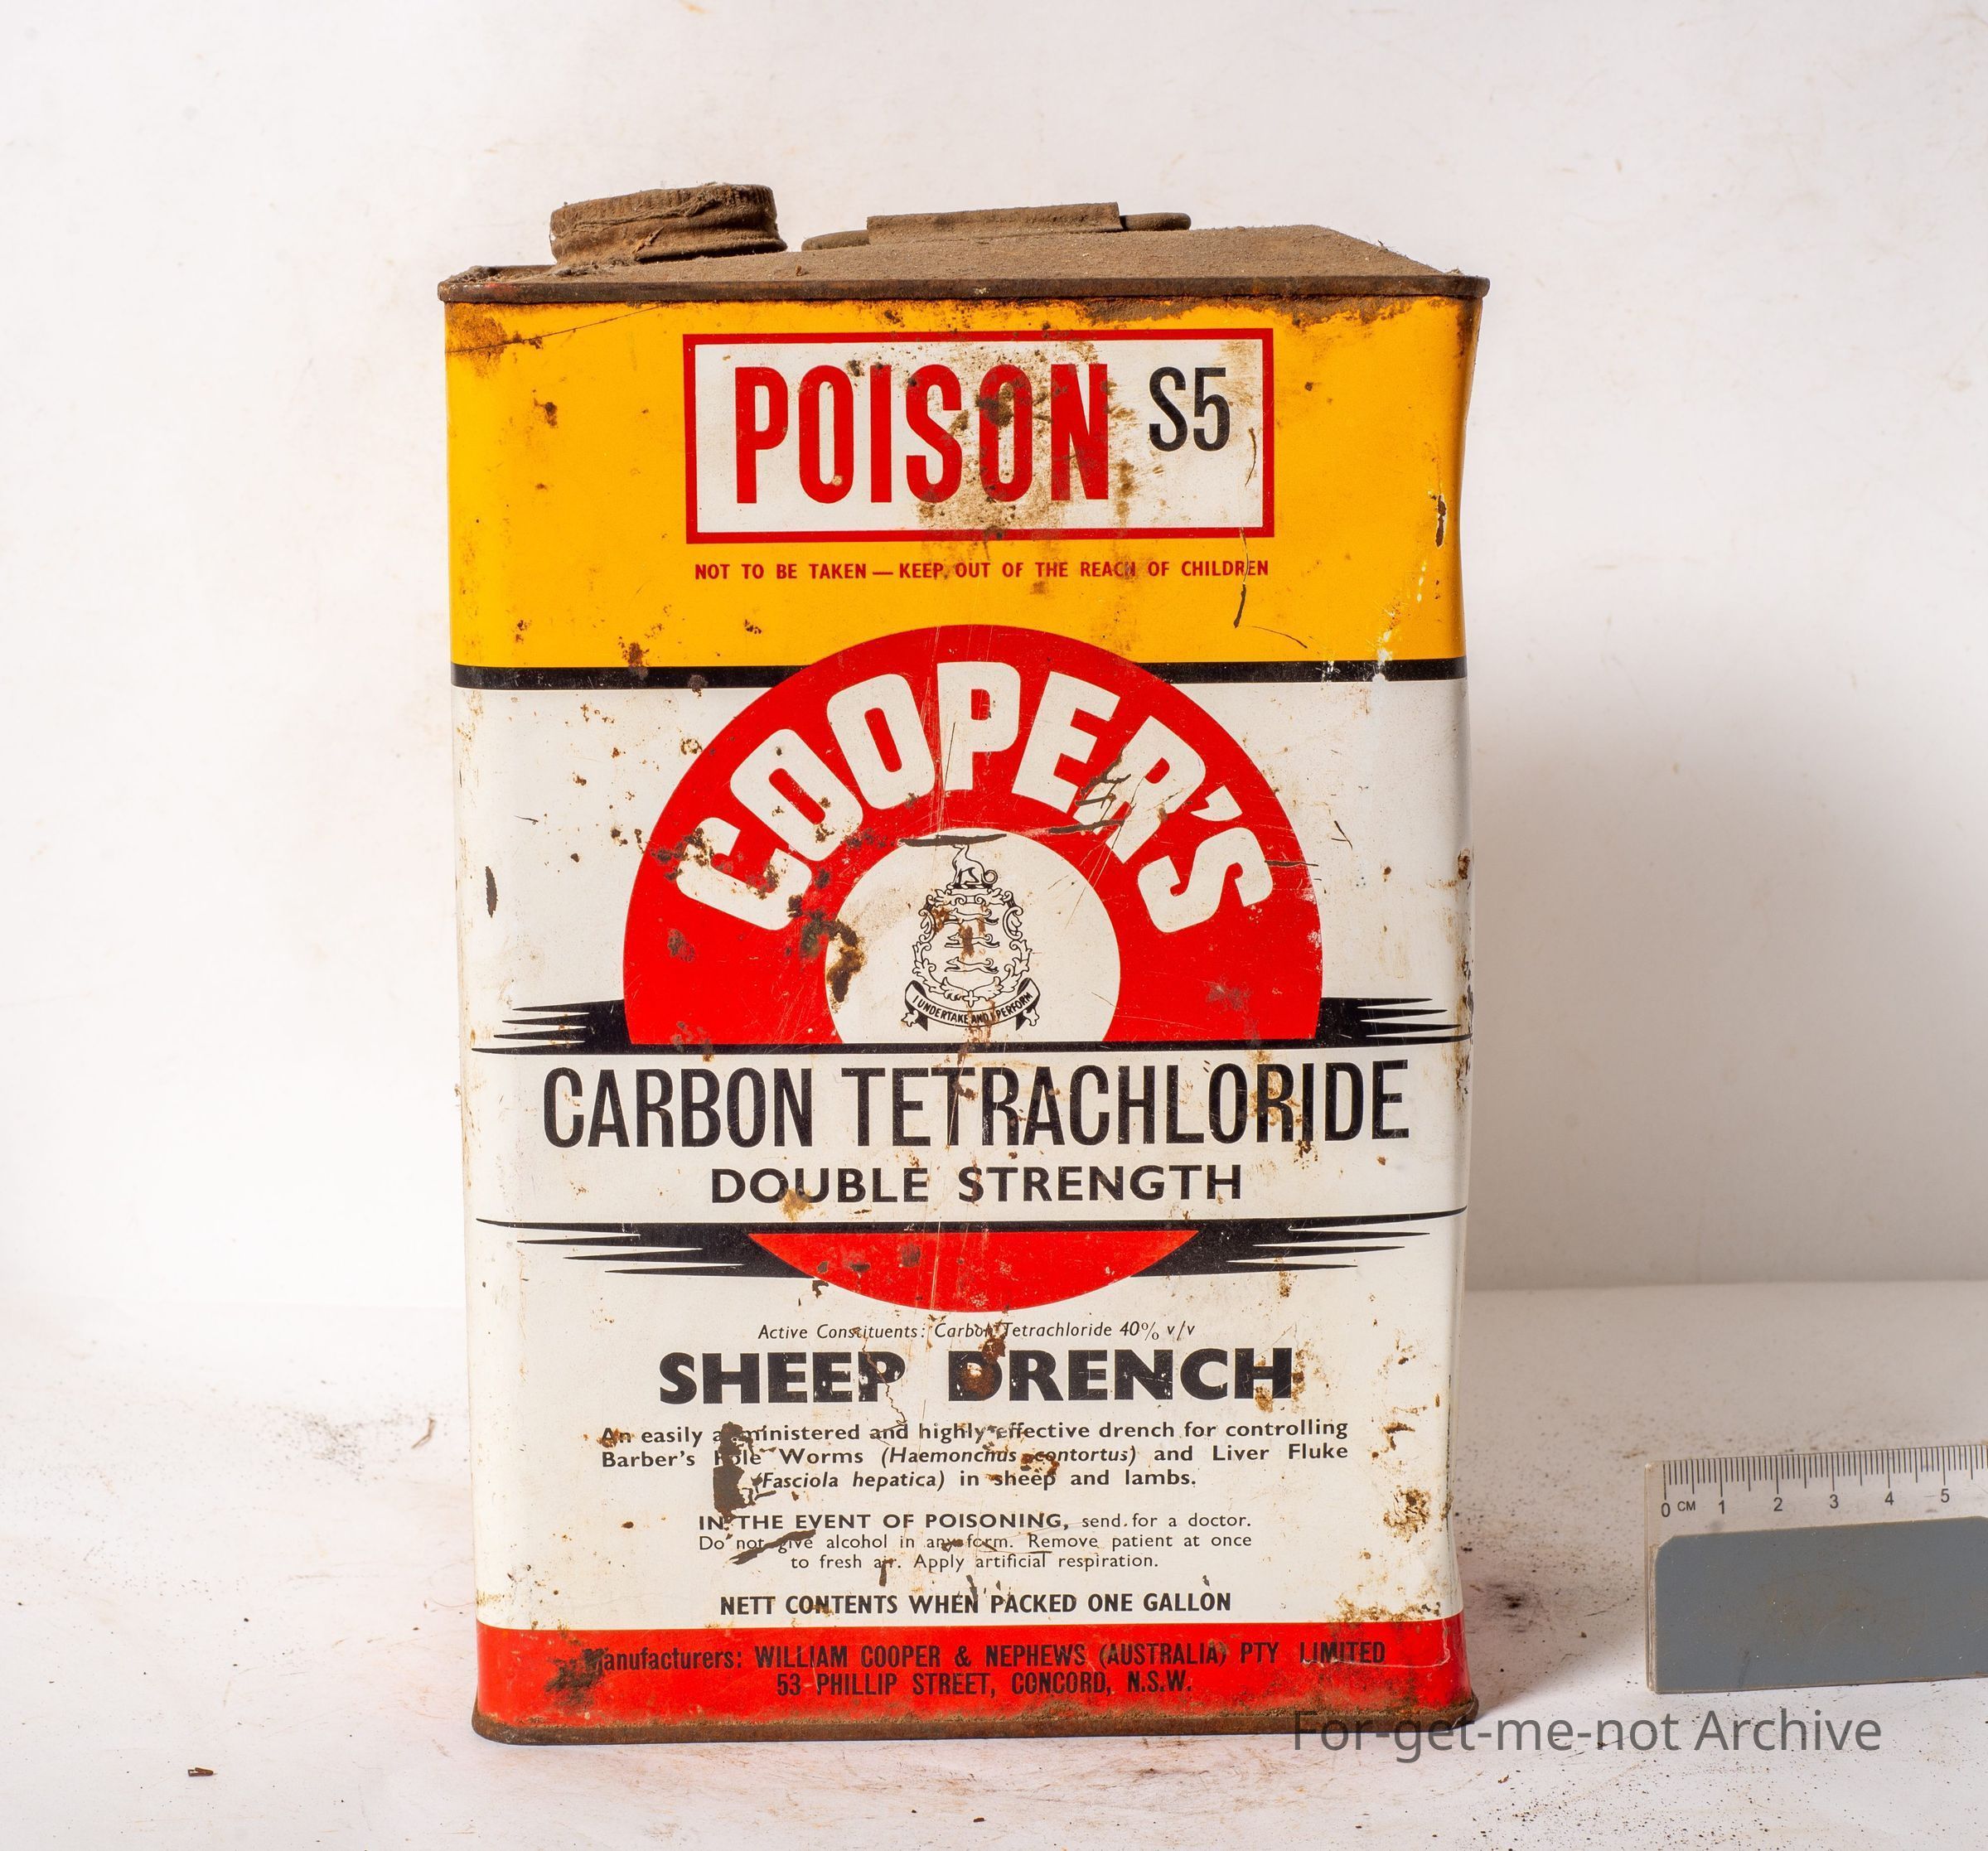 POISON S5
NOT TO BE TAKEN — KEEP OUT OF THE REACH OF CHILDREN
COOPER'S
I UNDERTAKE AND I PERFORM
CARBON TETRACHLORIDE
DOUBLE STRENGTH
Active Constituents: Carbon Tetrachloride 40% v/v
SHEEP DRENCH
An easily administered and highly effective drench for controlling
Barber's Pole Worms (Haemonchus contortus) and Liver Fluke
(Fasciola hepatica) in sheep and lambs.
IN THE EVENT OF POISONING, send for a doctor.
Do not give alcohol in any form. Remove patient at once
to fresh air. Apply artificial respiration.
NETT CONTENTS WHEN PACKED ONE GALLON
Manufacturers: WILLIAM COOPER & NEPHEWS (AUSTRALIA) PTY LIMITED
53 PHILLIP STREET, CONCORD, N.S.W.
0 CM 1 2 3 4 5
For-get-me-not Archive